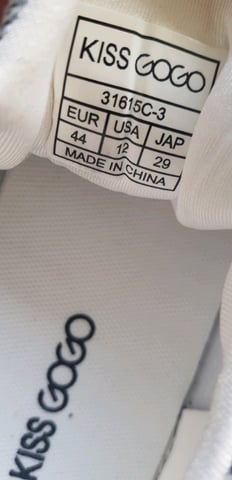 KISS GOGO
31615C-3
EUR USA JAP
44 12 29
MADE IN CHINA
KISS GOGO